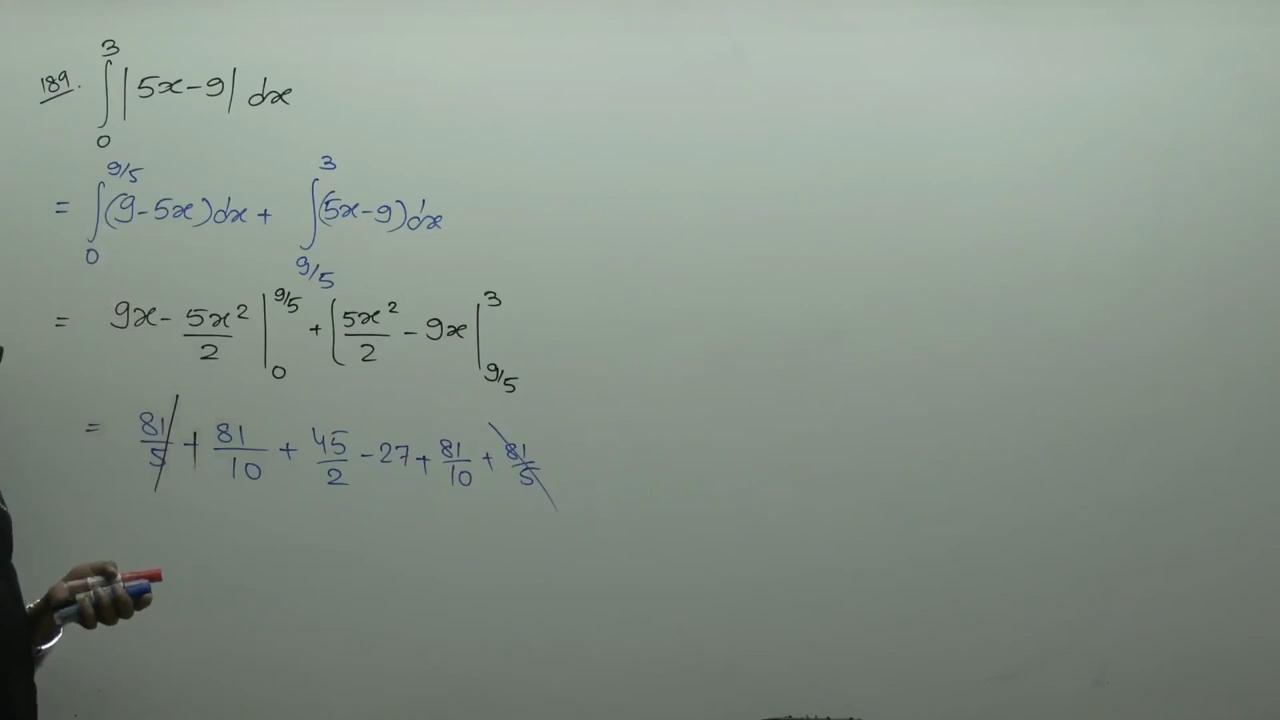 189. ∫₀³ |5x-9| dx
= ∫₀^{9/5} (9-5x)dx + ∫_{9/5}³ (5x-9)dx
= 9x - 5x²/2 |₀^{9/5} + (5x²/2 - 9x |_{9/5}³
= 81/5 + 81/10 + 45/2 - 27 + 81/10 + 81/5